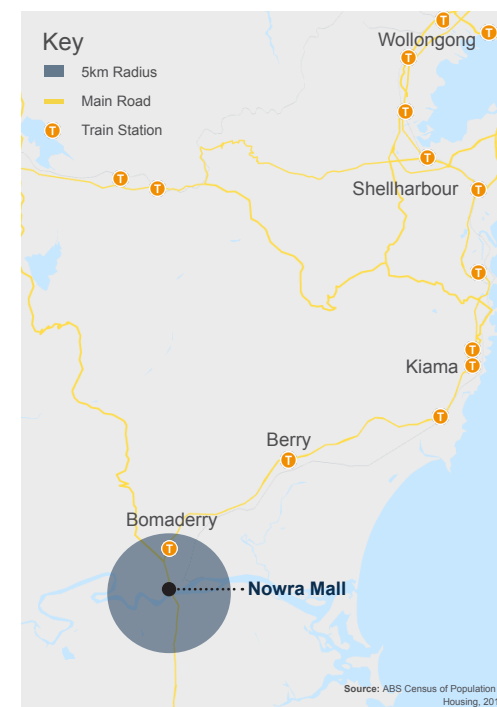 Key
5km Radius
Main Road
T Train Station
Wollongong
T
T
T
T
T
T
T
Shellharbour
T
T
T
Kiama
T
T
Berry
T
Bomaderry
T
Nowra Mall
Source: ABS Census of Population
Housing, 201